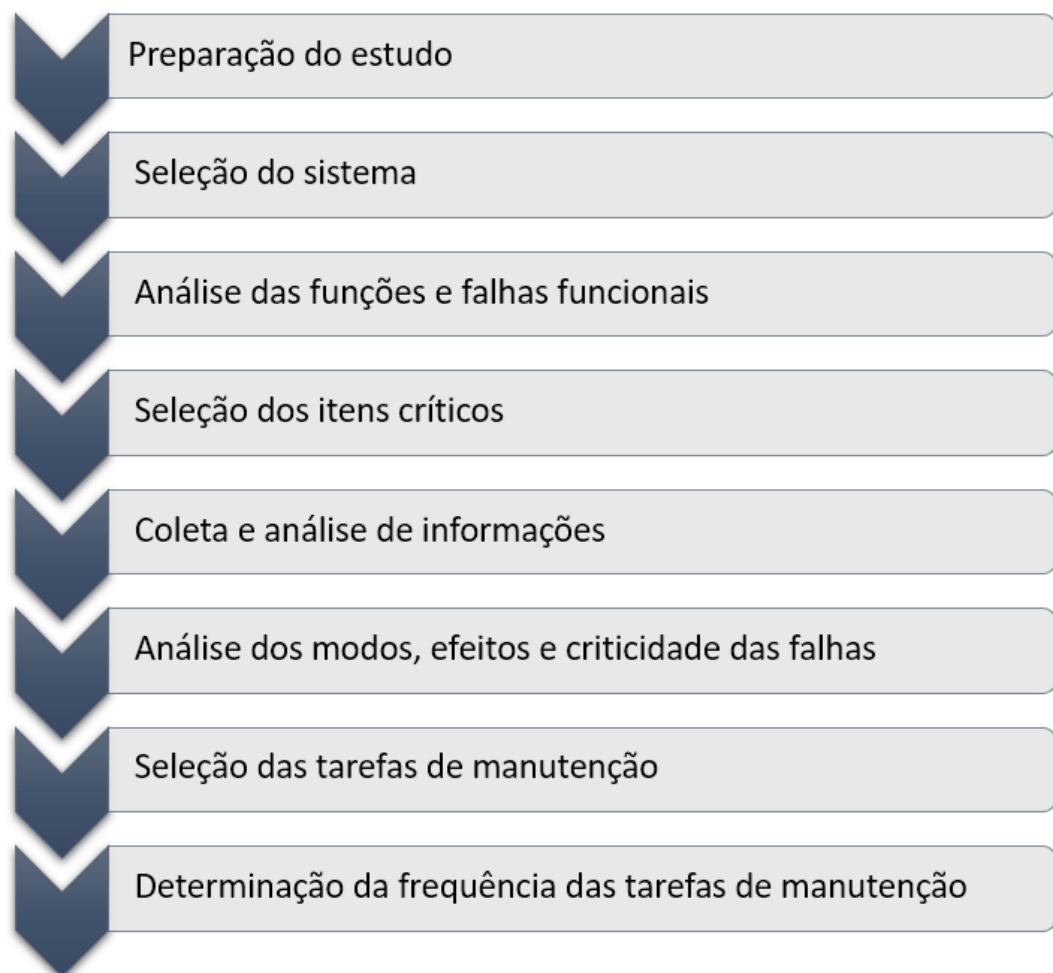 Preparação do estudo
Seleção do sistema
Análise das funções e falhas funcionais
Seleção dos itens críticos
Coleta e análise de informações
Análise dos modos, efeitos e criticidade das falhas
Seleção das tarefas de manutenção
Determinação da frequência das tarefas de manutenção